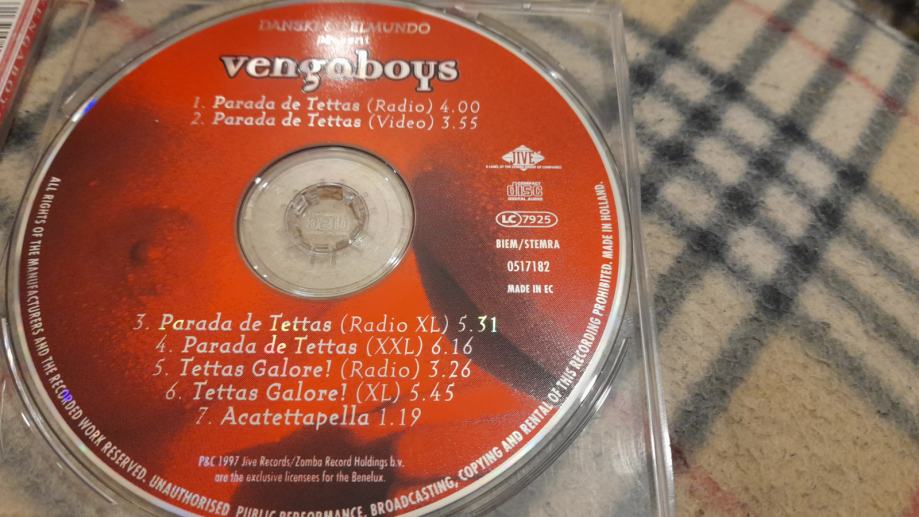 DANSKI & DELMUNDO
present
vengaboys
1. Parada de Tettas (Radio) 4.00
2. Parada de Tettas (Video) 3.55
JIVE
COMPACT
disc
DIGITAL AUDIO
LC 7925
BIEM/STEMRA
0517182
MADE IN EC
3. Parada de Tettas (Radio XL) 5.31
4. Parada de Tettas (XXL) 6.16
5. Tettas Galore! (Radio) 3.26
6. Tettas Galore! (XL) 5.45
7. Acatettapella 1.19
P&C 1997 Jive Records/Zomba Record Holdings b.v.
are the exclusive licensees for the Benelux.
ALL RIGHTS OF THE MANUFACTURERS AND THE RECORDED WORK RESERVED. UNAUTHORISED PUBLIC PERFORMANCE, BROADCASTING, COPYING AND RENTAL OF THIS RECORDING PROHIBITED. MADE IN HOLLAND.